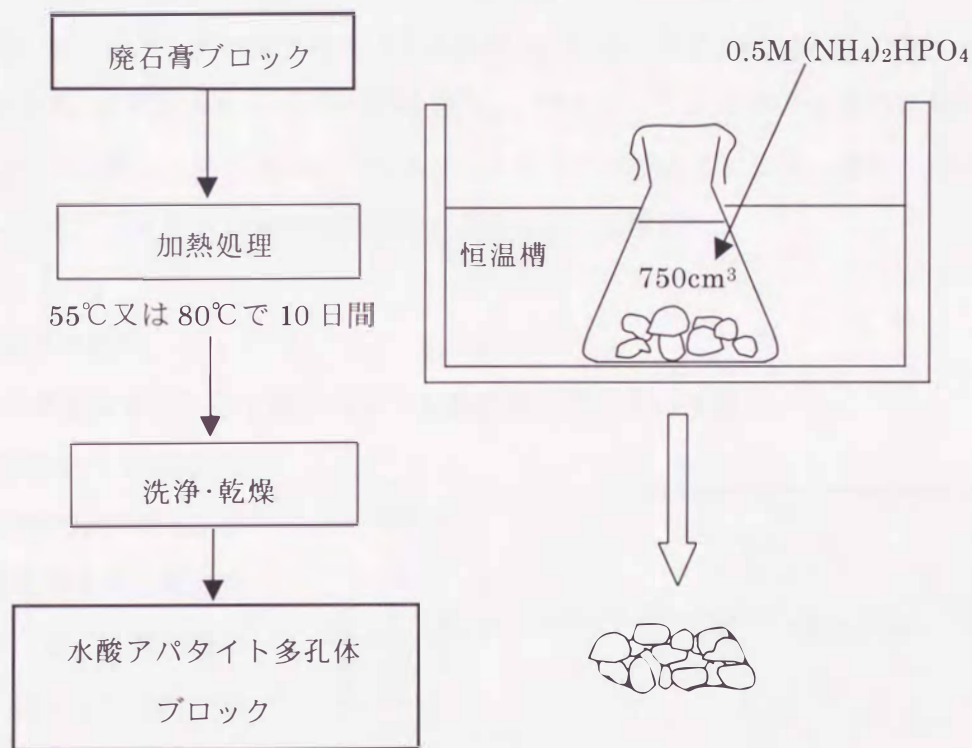 廃石膏ブロック
加熱処理
55℃又は80℃で10日間
洗浄・乾燥
水酸アパタイト多孔体
ブロック
0.5M (NH4)2HPO4
恒温槽
750cm³